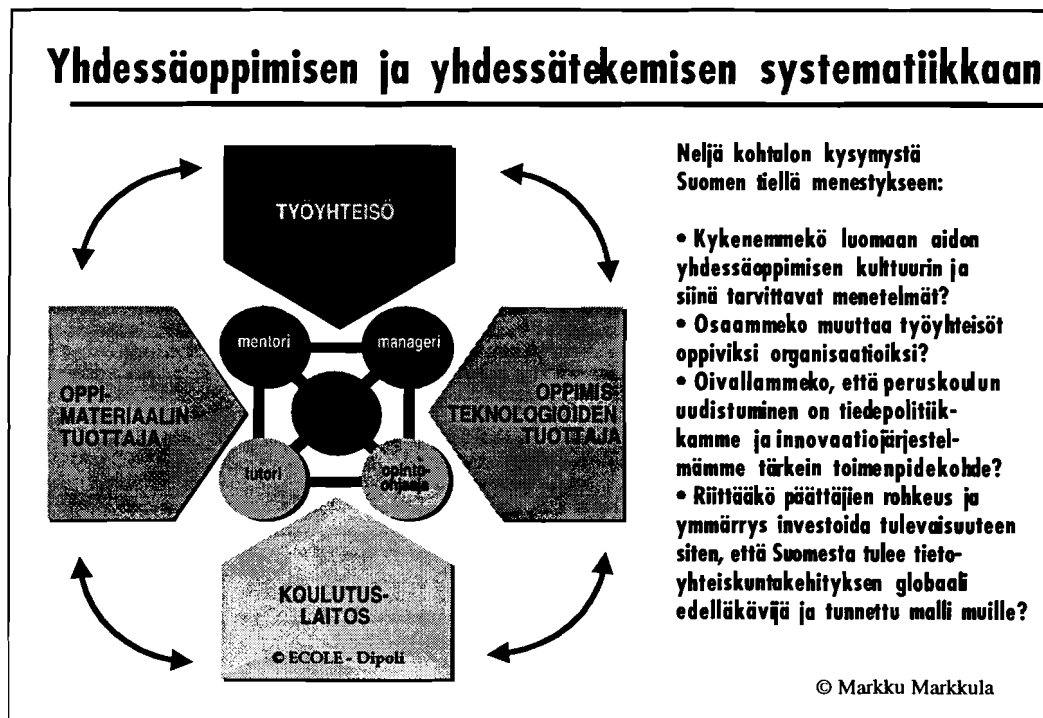 Yhdessäoppimisen ja yhdessätekemisen systematiikkaan
TYÖYHTEISÖ
mentori
manageri
OPPI-
MATERIAALIN
TUOTTAJA
OPPIMIS-
TEKNOLOGIOIDEN
TUOTTAJA
tutori
opinto-
ohjaaja
KOULUTUS-
LAITOS
© ECOLE - Dipoli
Neljä kohtalon kysymystä
Suomen tiellä menestykseen:
• Kykenemmekö luomaan aidon
yhdessäoppimisen kulttuurin ja
siinä tarvittavat menetelmät?
• Osaammeko muuttaa työyhteisöt
oppiviksi organisaatioiksi?
• Oivallammeko, että peruskoulun
uudistuminen on tiedepolitiik-
kamme ja innovaatiojärjestel-
mämme tärkein toimenpidekohde?
• Riittääkö päättäjien rohkeus ja
ymmärrys investoida tulevaisuuteen
siten, että Suomesta tulee tieto-
yhteiskuntakehityksen globaali
edelläkävijä ja tunnettu malli muille?
© Markku Markkula